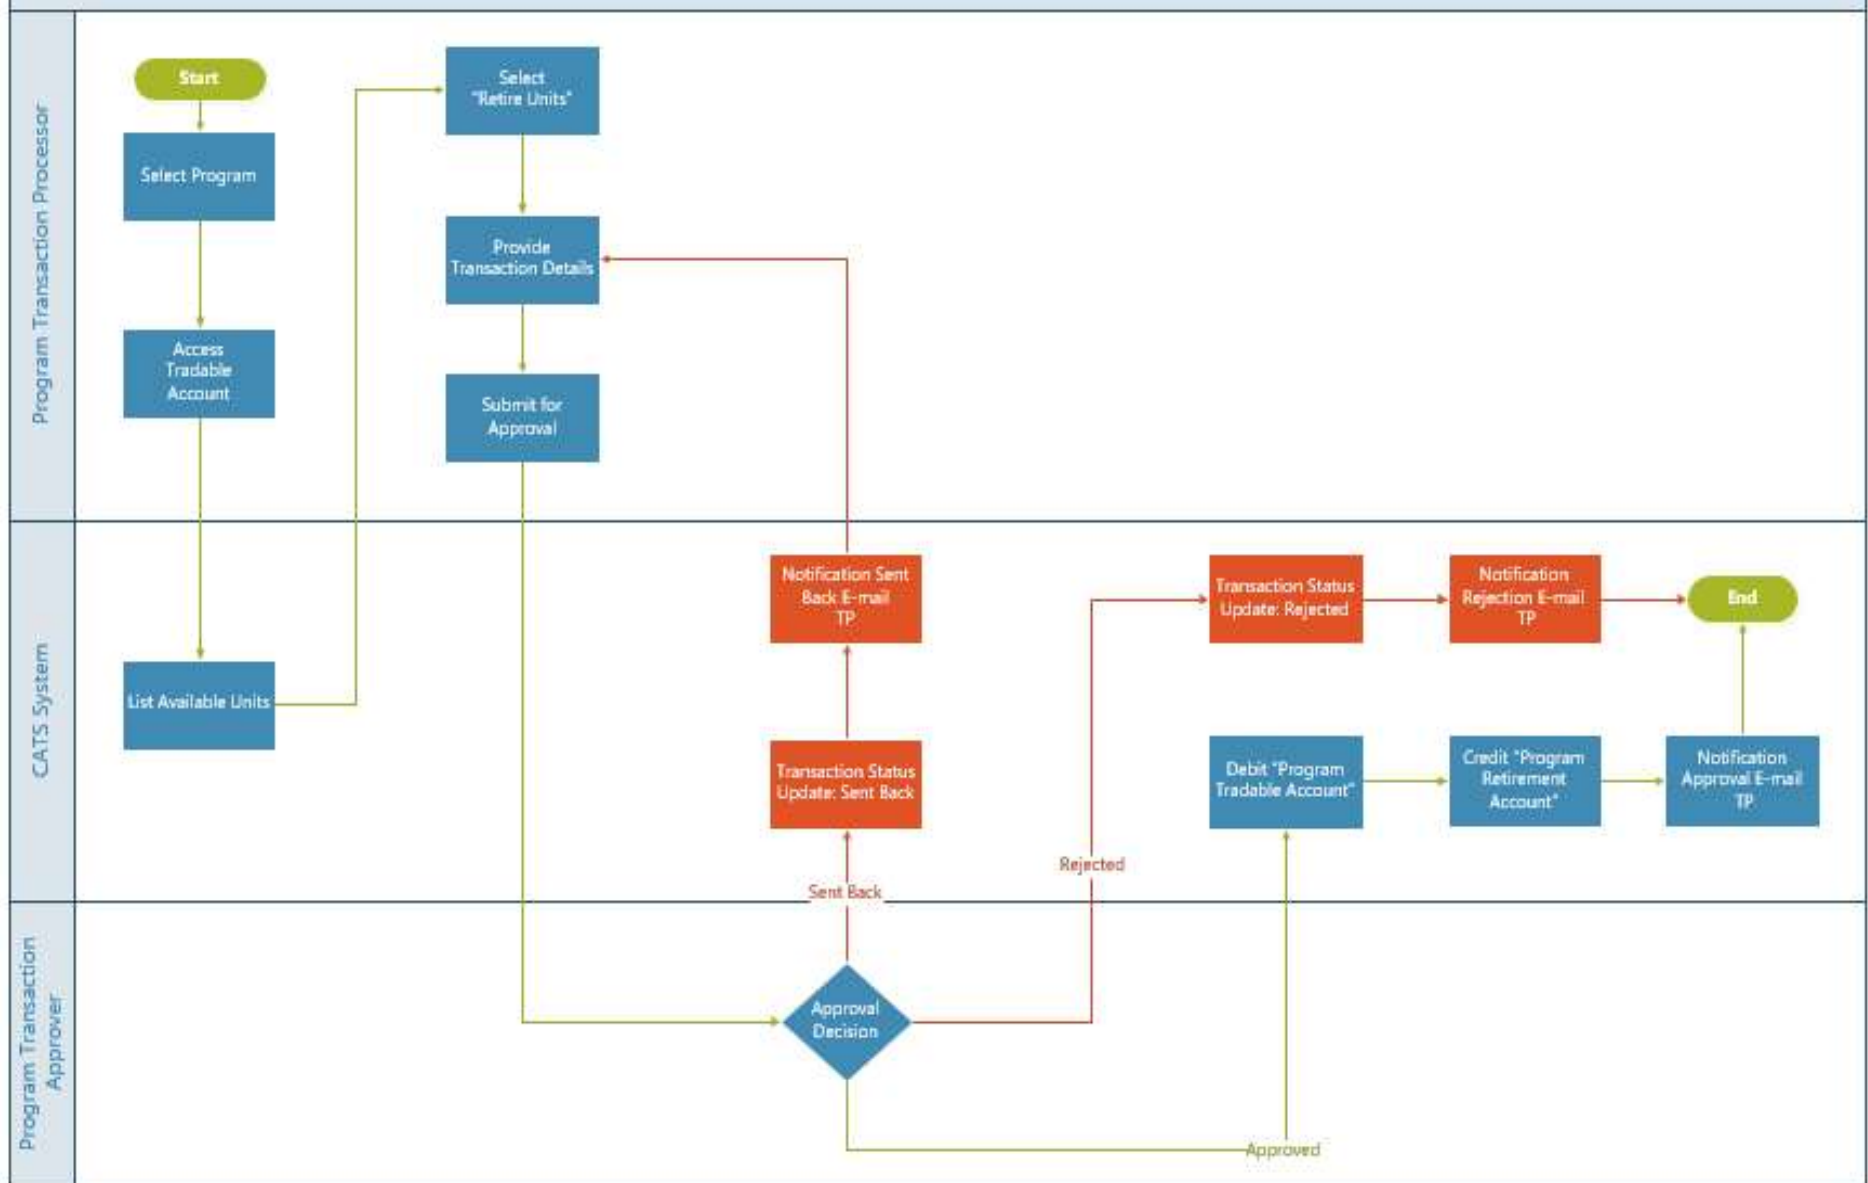 Program Transaction Processor
Start
Select Program
Access
Tradable
Account
Select
"Retire Units"
Provide
Transaction Details
Submit for
Approval
CATS System
List Available Units
Notification Sent
Back E-mail
TP
Transaction Status
Update: Sent Back
Sent Back
Transaction Status
Update: Rejected
Notification
Rejection E-mail
TP
End
Debit "Program
Tradable Account"
Credit "Program
Retirement
Account"
Notification
Approval E-mail
TP
Rejected
Program Transaction
Approver
Approval
Decision
Approved